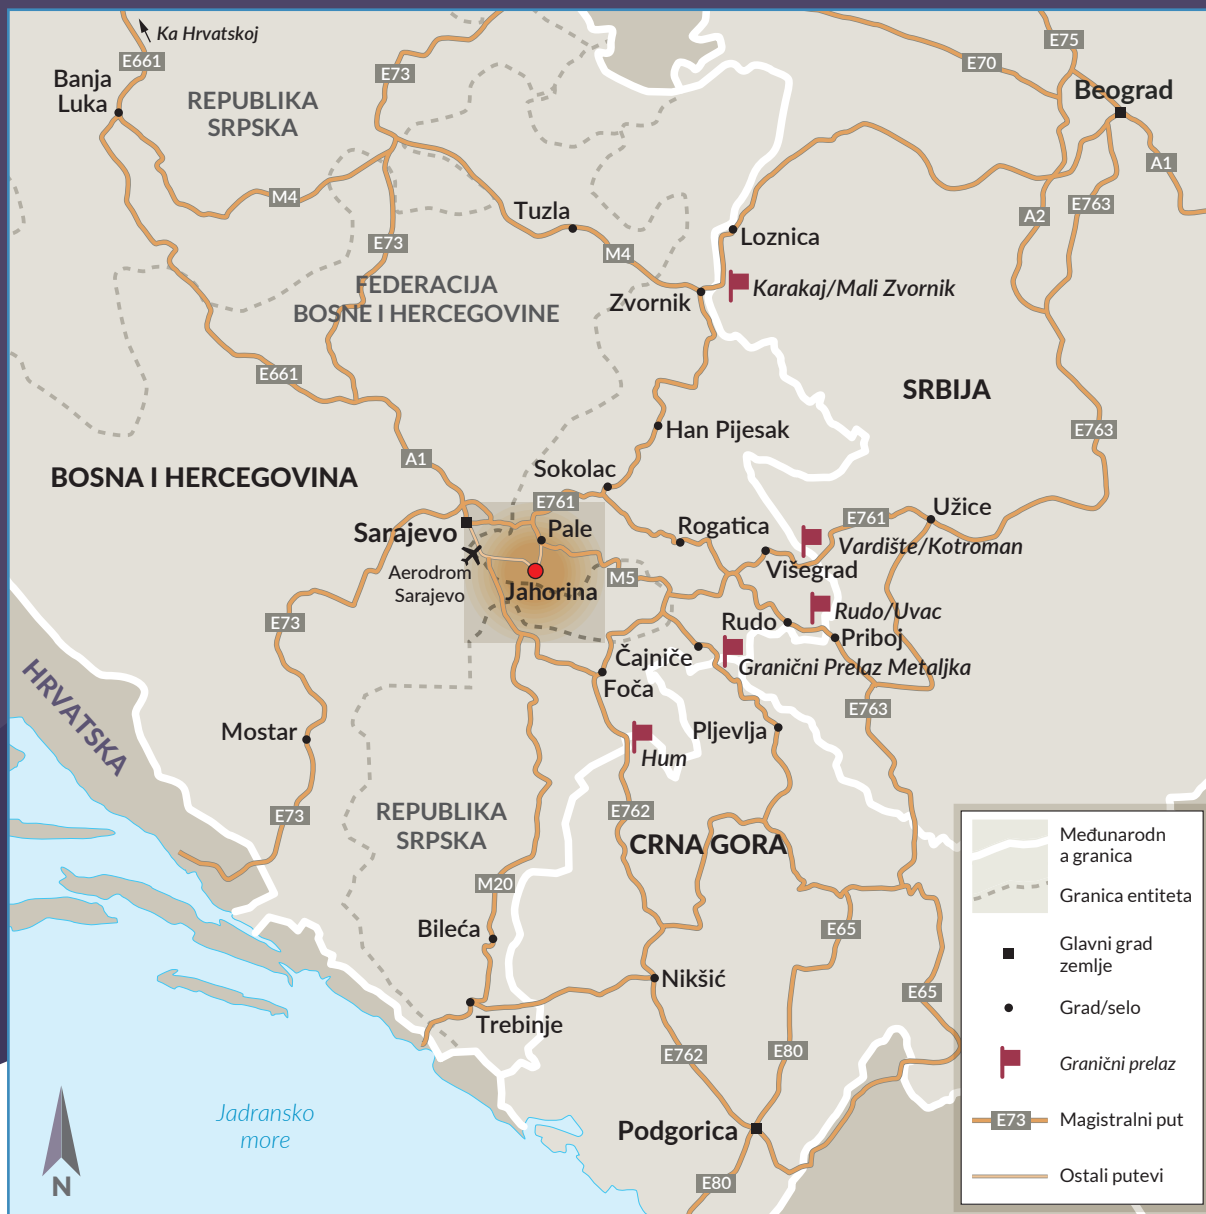 Ka Hrvatskoj
E661
Banja
Luka
REPUBLIKA
SRPSKA
E73
E70
E75
Beograd
A1
M4
E763
A2
Tuzla
E73
M4
Loznica
FEDERACIJA
BOSNE I HERCEGOVINE
Zvornik
Karakaj/Mali Zvornik
E661
SRBIJA
Han Pijesak
E763
A1
BOSNA I HERCEGOVINA
Sokolac
E761
Sarajevo
Pale
Rogatica
E761
Užice
Vardište/Kotroman
Višegrad
Aerodrom
Sarajevo
Jahorina
M5
E73
Rudo
Rudo/Uvac
Priboj
Čajniče
Granični Prelaz Metaljka
Foča
HRVATSKA
E763
Mostar
Pljevlja
Hum
E73
REPUBLIKA
SRPSKA
E762
CRNA GORA
M20
Bileća
E65
Nikšić
E65
Trebinje
E762
E80
Jadransko
more
Podgorica
E80
N
Međunarodn
a granica
Granica entiteta
Glavni grad
zemlje
Grad/selo
Granični prelaz
E73
Magistralni put
Ostali putevi